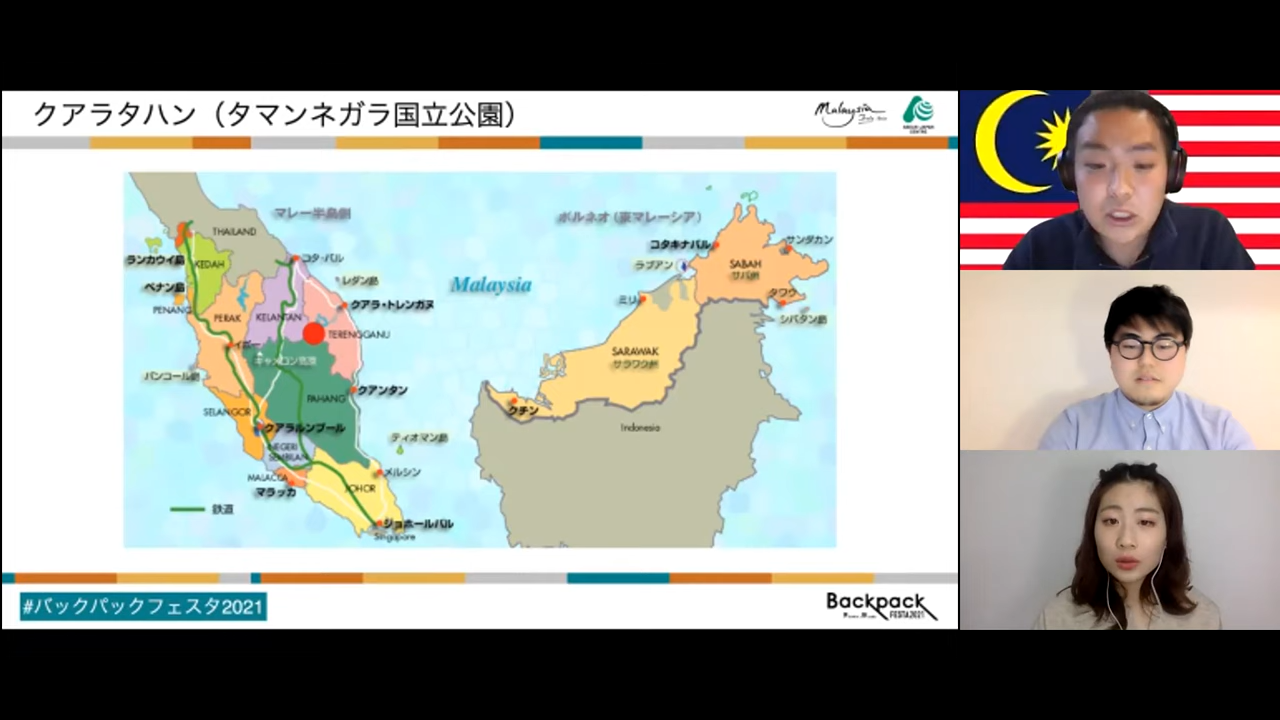 クアラタハン（タマンネガラ国立公園）
Malaysia
マレー半島側
ボルネオ（東マレーシア）
THAILAND
ランカウイ島
KEDAH
コタ・バル
コタキナバル
サンダカン
ラブアン
SABAH
サバ州
ペナン島
PENANG
レダン島
クアラ・トレンガヌ
Malaysia
ミリ
タワウ
シパダン島
PERAK
KELANTAN
TERENGGANU
イポー
キャメロン高原
SARAWAK
サラワク州
パンコール島
PAHANG
クアンタン
SELANGOR
クチン
クアラルンプール
Indonesia
NEGERI
SEMBILAN
ティオマン島
MALACCA
マラッカ
JOHOR
メルシン
鉄道
ジョホールバル
Singapore
#バックパックフェスタ2021
Backpack
FESTA2021